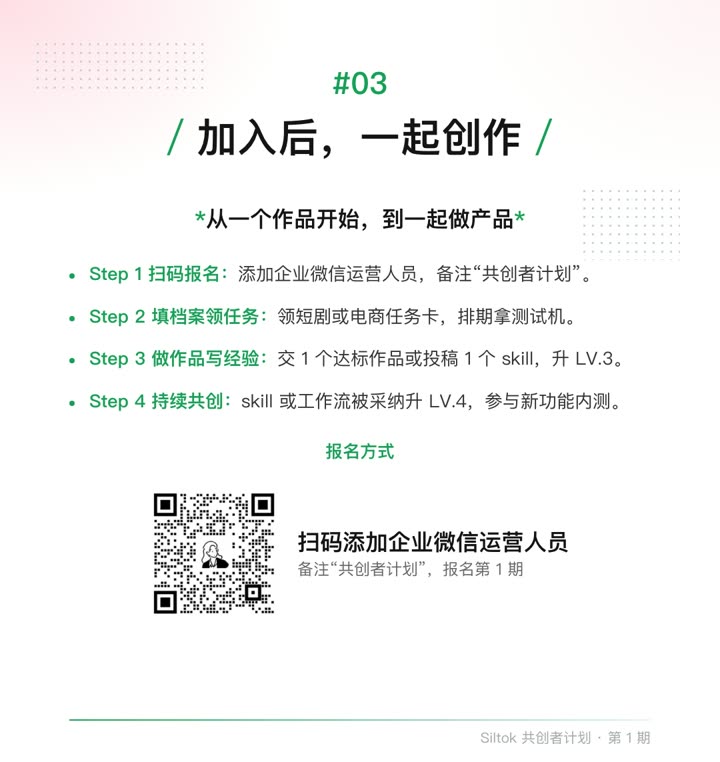 #03
/ 加入后，一起创作 /
*从一个作品开始，到一起做产品*
• Step 1 扫码报名：添加企业微信运营人员，备注“共创者计划”。
• Step 2 填档案领任务：领短剧或电商任务卡，排期拿测试机。
• Step 3 做作品写经验：交 1 个达标作品或投稿 1 个 skill，升 LV.3。
• Step 4 持续共创：skill 或工作流被采纳升 LV.4，参与新功能内测。
报名方式
扫码添加企业微信运营人员
备注“共创者计划”，报名第 1 期
Siltok 共创者计划 · 第 1 期